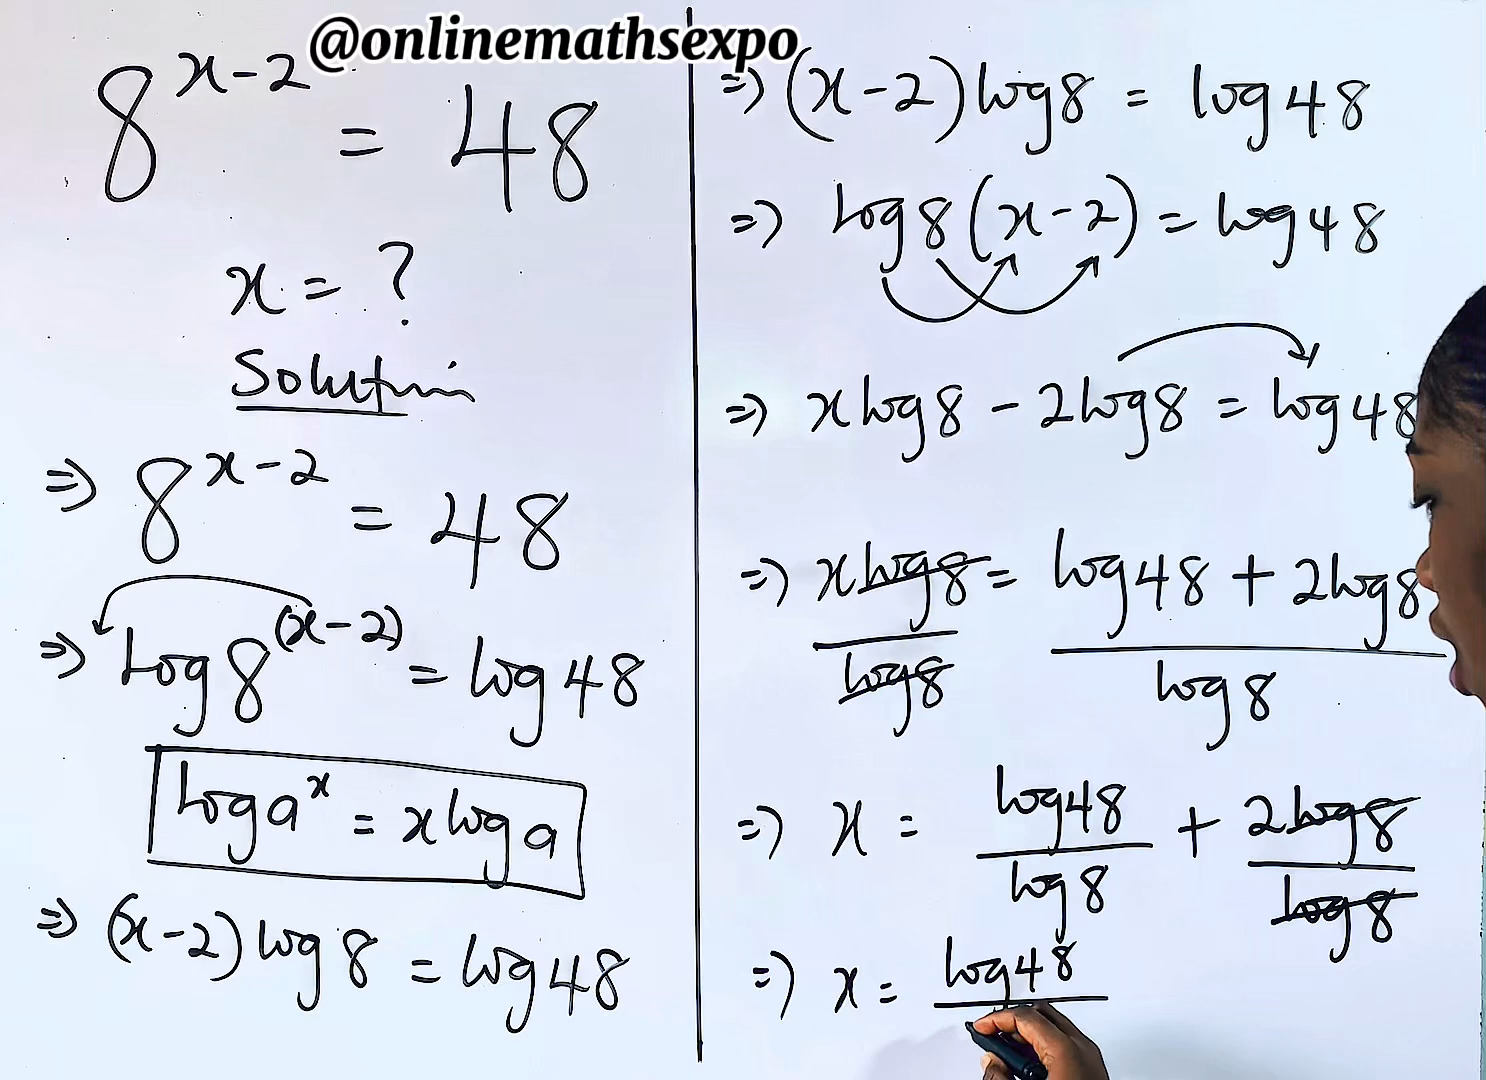 @onlinemathsexpo
8^{x-2} = 48
x = ?
Solution
⇒ 8^{x-2} = 48
⇒ Log 8^{(x-2)} = log 48
Log a^x = x log a
⇒ (x-2) log 8 = log 48
⇒ (x-2) log 8 = log 48
⇒ Log 8 (x-2) = log 48
⇒ x log 8 - 2 log 8 = log 48
⇒ x log 8 = log 48 + 2 log 8
log 8 log 8
log 48 2 log 8
⇒ x = +
log 8 log 8
log 48
⇒ x =